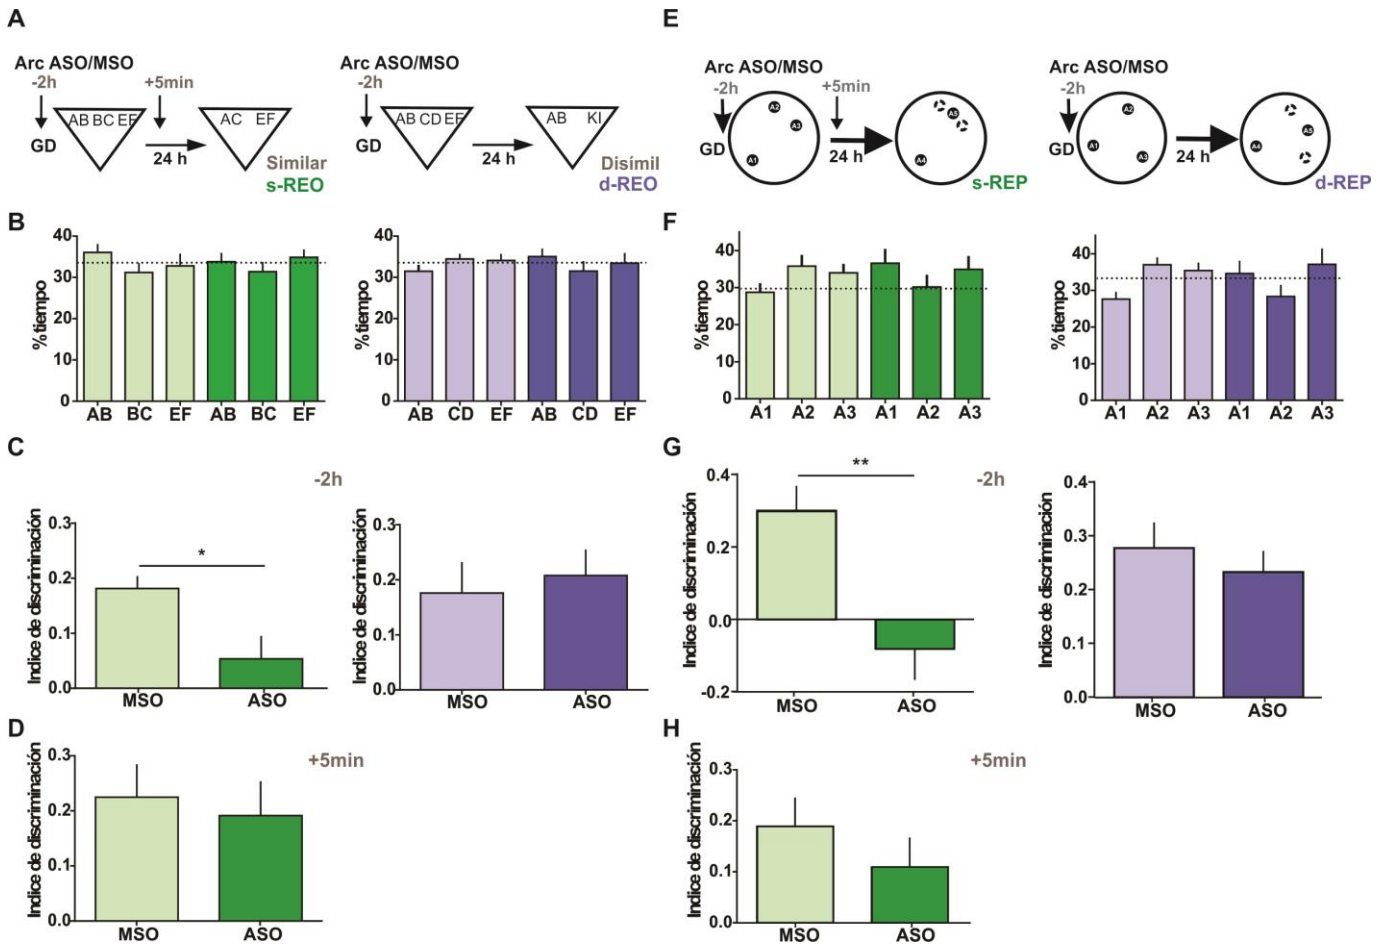 A
Arc ASO/MSO
-2h
+5min
AB BC EF
AC EF
GD
24 h
Similar
s-REO
Arc ASO/MSO
-2h
AB CD EF
AB KI
GD
24 h
Disímil
d-REO
B
% tiempo
40
30
20
10
0
AB BC EF AB BC EF
% tiempo
40
30
20
10
0
AB CD EF AB CD EF
C
-2h
Indice de discriminación
0.3
0.2
0.1
0.0
*
MSO ASO
Indice de discriminación
0.3
0.2
0.1
0.0
MSO ASO
D
+5min
Indice de discriminación
0.3
0.2
0.1
0.0
MSO ASO
E
Arc ASO/MSO
-2h
+5min
A2
A3
A1
A5
A4
GD
24 h
s-REP
Arc ASO/MSO
-2h
A2
A1
A3
A5
A4
GD
24 h
d-REP
F
% tiempo
40
30
20
10
0
A1 A2 A3 A1 A2 A3
% tiempo
40
30
20
10
0
A1 A2 A3 A1 A2 A3
G
-2h
Indice de discriminación
0.4
0.2
0.0
-0.2
**
MSO ASO
Indice de discriminación
0.4
0.3
0.2
0.1
0.0
MSO ASO
H
+5min
Indice de discriminación
0.3
0.2
0.1
0.0
MSO ASO